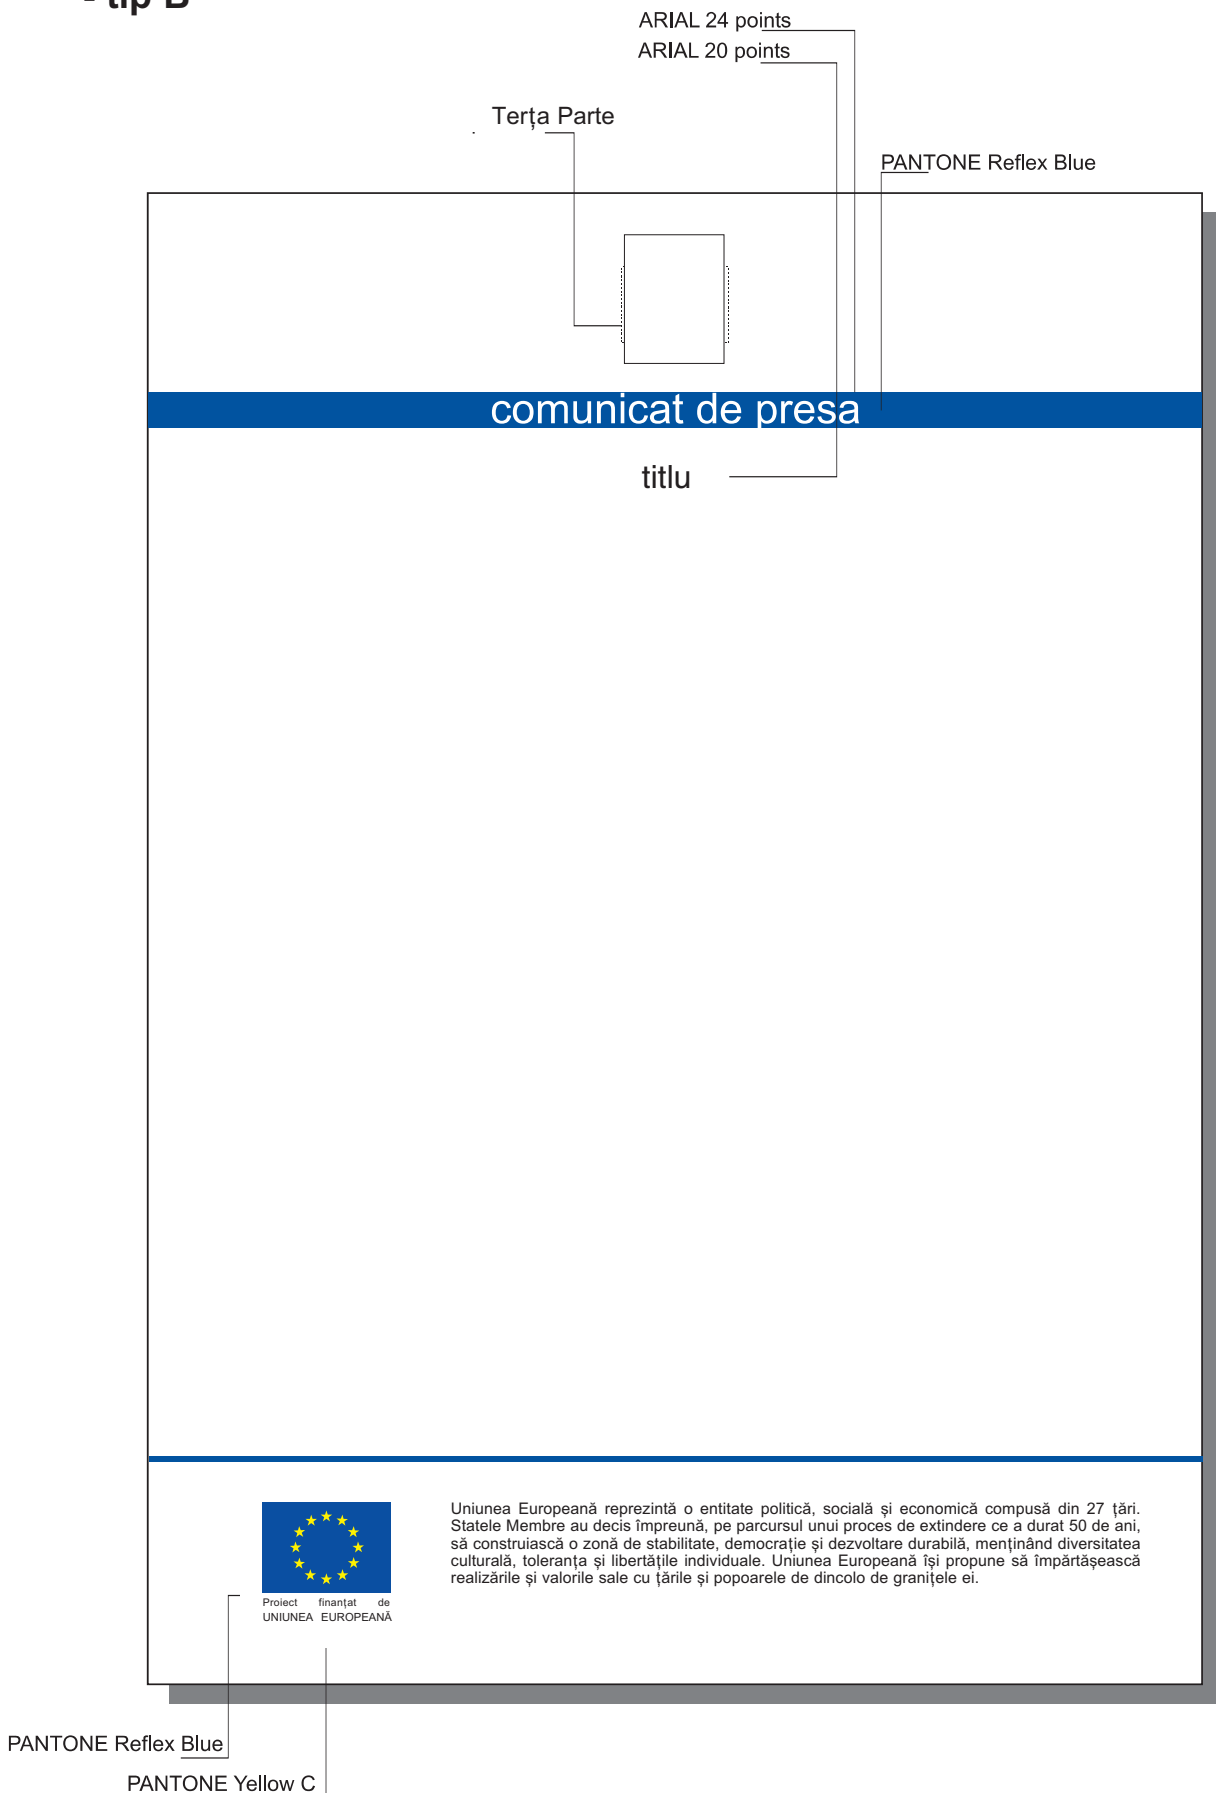 - tip B
ARIAL 24 points
ARIAL 20 points
Terța Parte
PANTONE Reflex Blue
comunicat de presa
titlu
Uniunea Europeană reprezintă o entitate politică, socială și economică compusă din 27 țări.
Statele Membre au decis împreună, pe parcursul unui proces de extindere ce a durat 50 de ani,
să construiască o zonă de stabilitate, democrație și dezvoltare durabilă, menținând diversitatea
culturală, toleranța și libertățile individuale. Uniunea Europeană își propune să împărtășească
realizările și valorile sale cu țările și popoarele de dincolo de granițele ei.
Proiect finanțat de
UNIUNEA EUROPEANĂ
PANTONE Reflex Blue
PANTONE Yellow C